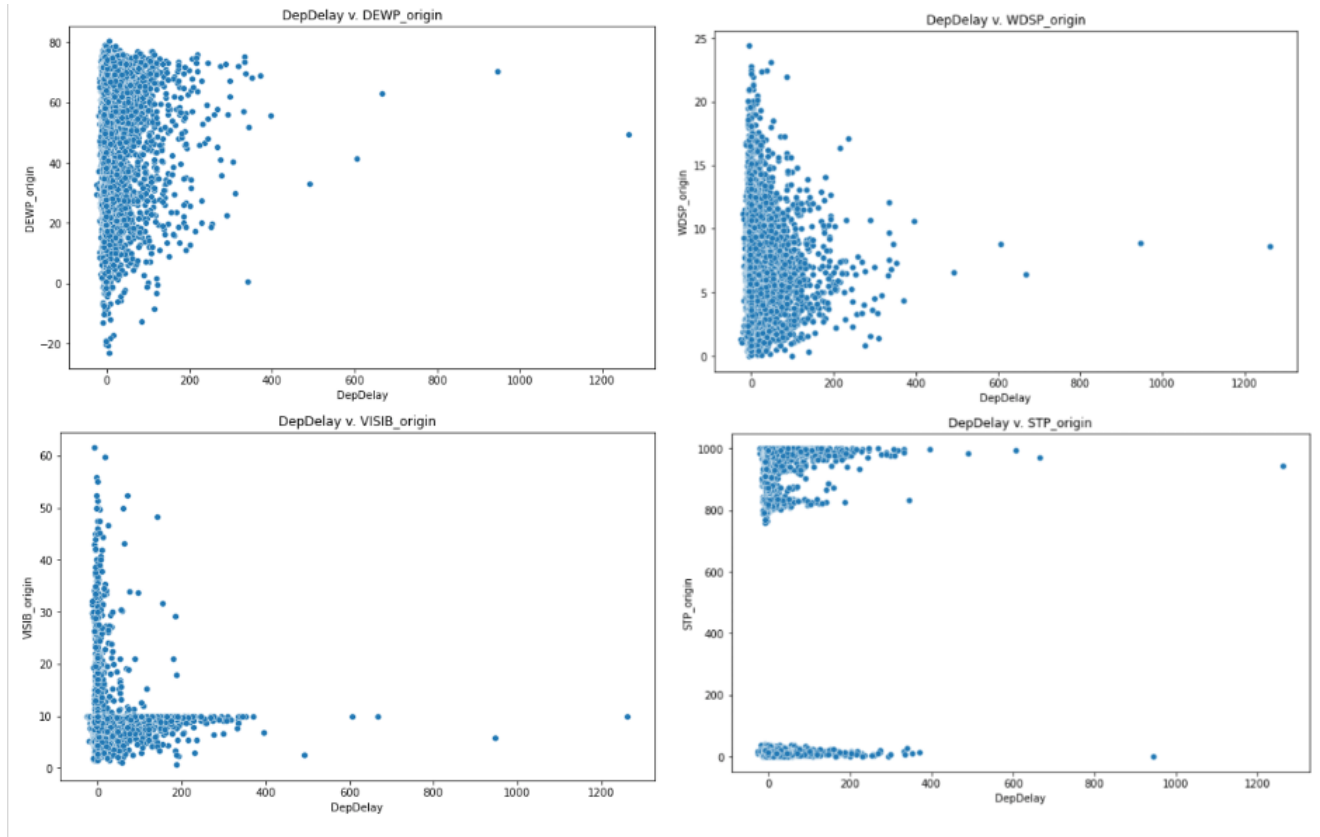 DepDelay v. DEWP_origin
80
60
40
20
0
−20
DEWP_origin
0 200 400 600 800 1000 1200
DepDelay
DepDelay v. WDSP_origin
25
20
15
10
5
0
WDSP_origin
0 200 400 600 800 1000 1200
DepDelay
DepDelay v. VISIB_origin
60
50
40
30
20
10
0
VISIB_origin
0 200 400 600 800 1000 1200
DepDelay
DepDelay v. STP_origin
1000
800
600
400
200
0
STP_origin
0 200 400 600 800 1000 1200
DepDelay